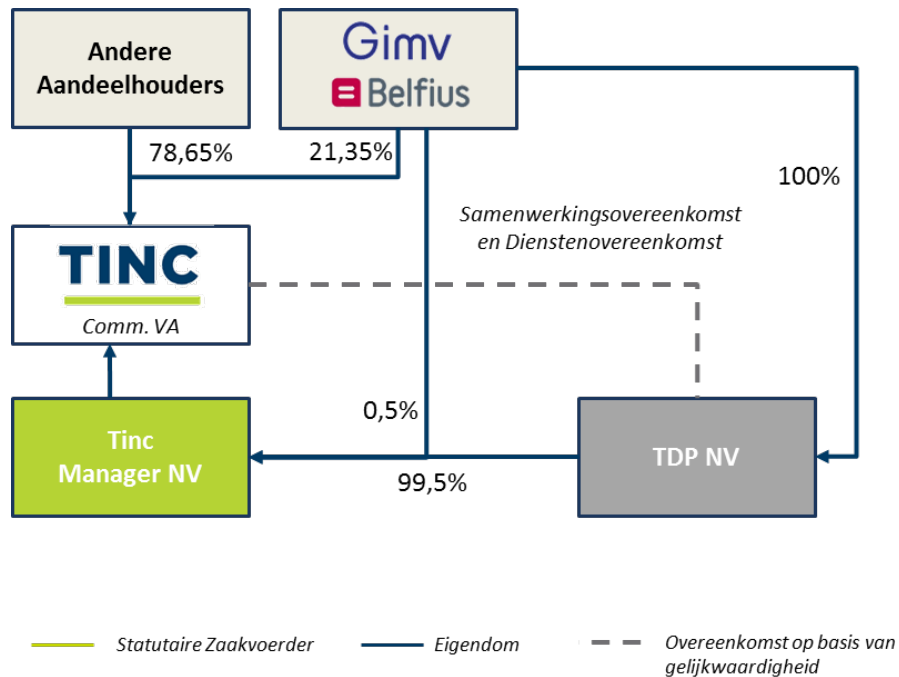 Andere
Aandeelhouders
Gimv
Belfius
78,65%
21,35%
100%
Samenwerkingsovereenkomst
en Dienstenovereenkomst
TINC
Comm. VA
0,5%
Tinc
Manager NV
TDP NV
99,5%
Statutaire Zaakvoerder
Eigendom
Overeenkomst op basis van
gelijkwaardigheid